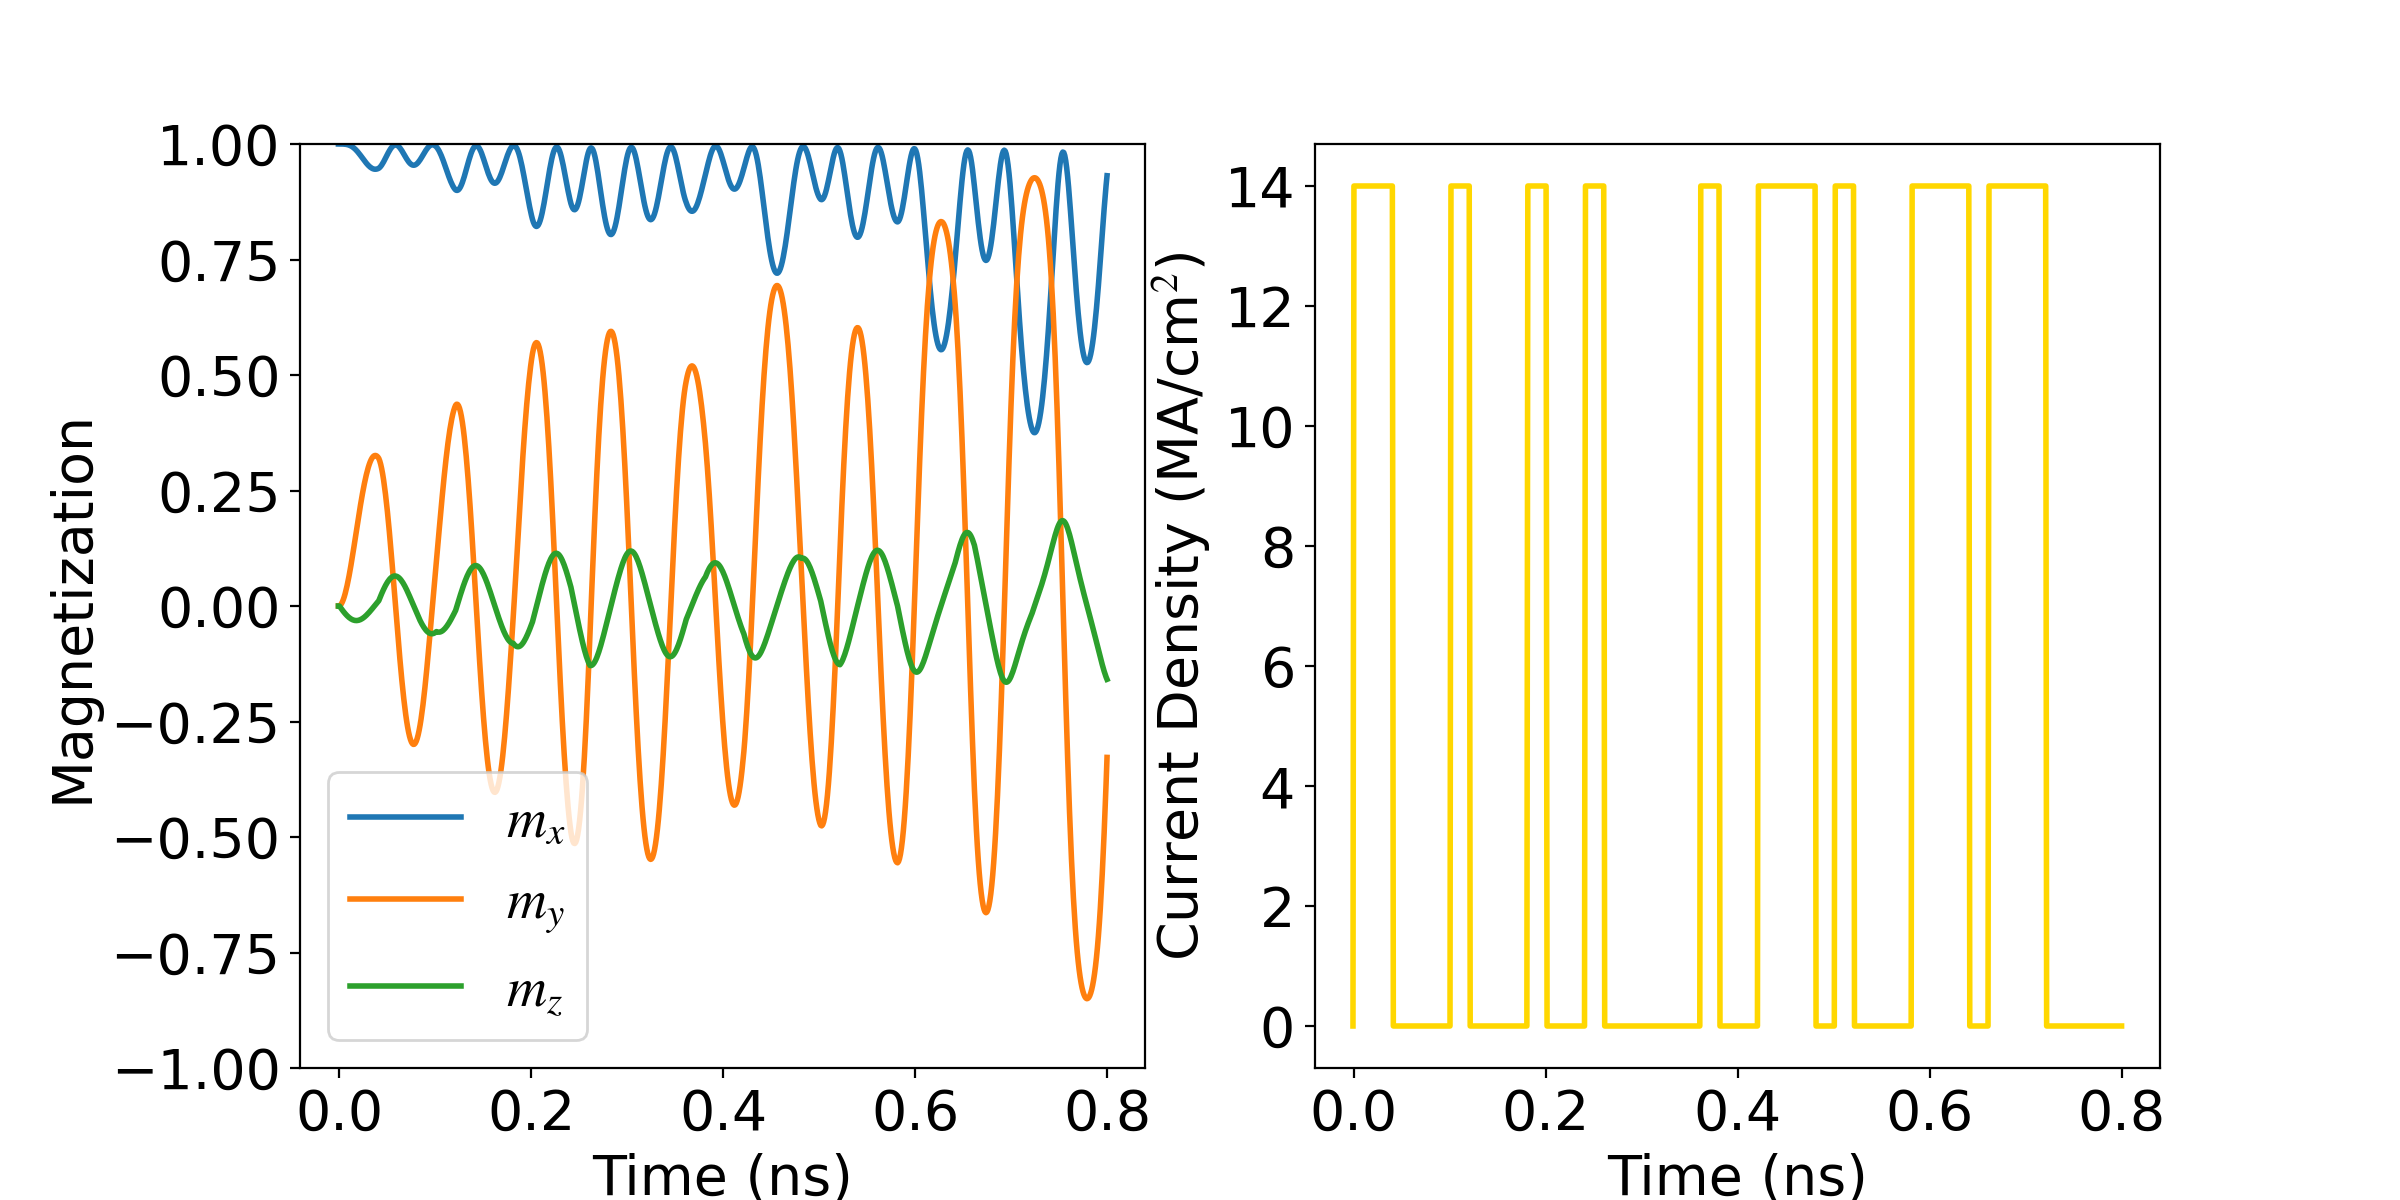 Magnetization
1.00
0.75
0.50
0.25
0.00
−0.25
−0.50
−0.75
−1.00
m_x
m_y
m_z
0.0 0.2 0.4 0.6 0.8
Time (ns)
Current Density (MA/cm²)
14
12
10
8
6
4
2
0
0.0 0.2 0.4 0.6 0.8
Time (ns)